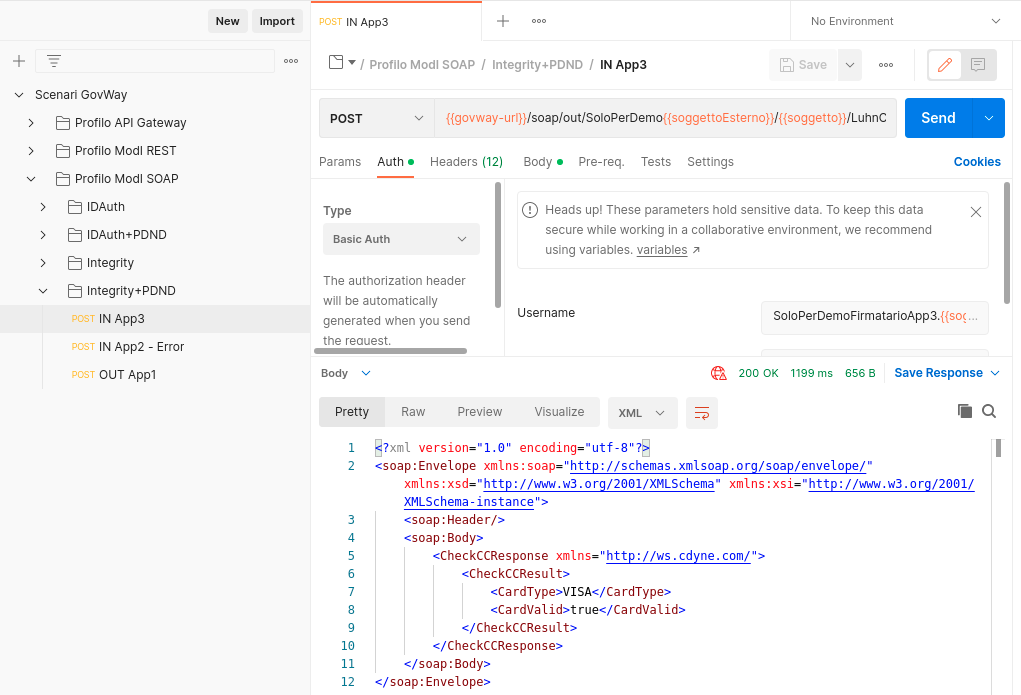 New
Import
POST IN App3
No Environment
/ Profilo ModI SOAP / Integrity+PDND / IN App3
Save
Scenari GovWay
Profilo API Gateway
Profilo ModI REST
Profilo ModI SOAP
IDAuth
IDAuth+PDND
Integrity
Integrity+PDND
POST IN App3
POST IN App2 - Error
POST OUT App1
POST
{{govway-url}}/soap/out/SoloPerDemo{{soggettoEsterno}}/{{soggetto}}/LuhnC
Send
Params
Auth
Headers (12)
Body
Pre-req.
Tests
Settings
Cookies
Type
Basic Auth
The authorization header
will be automatically
generated when you send
the request.
Heads up! These parameters hold sensitive data. To keep this data
secure while working in a collaborative environment, we recommend
using variables. variables ↗
Username
SoloPerDemoFirmatarioApp3.{{sog...
Body
200 OK
1199 ms
656 B
Save Response
Pretty
Raw
Preview
Visualize
XML
1 <?xml version="1.0" encoding="utf-8"?>
2 <soap:Envelope xmlns:soap="http://schemas.xmlsoap.org/soap/envelope/"
xmlns:xsd="http://www.w3.org/2001/XMLSchema" xmlns:xsi="http://www.w3.org/2001/
XMLSchema-instance">
3 <soap:Header/>
4 <soap:Body>
5 <CheckCCResponse xmlns="http://ws.cdyne.com/">
6 <CheckCCResult>
7 <CardType>VISA</CardType>
8 <CardValid>true</CardValid>
9 </CheckCCResult>
10 </CheckCCResponse>
11 </soap:Body>
12 </soap:Envelope>